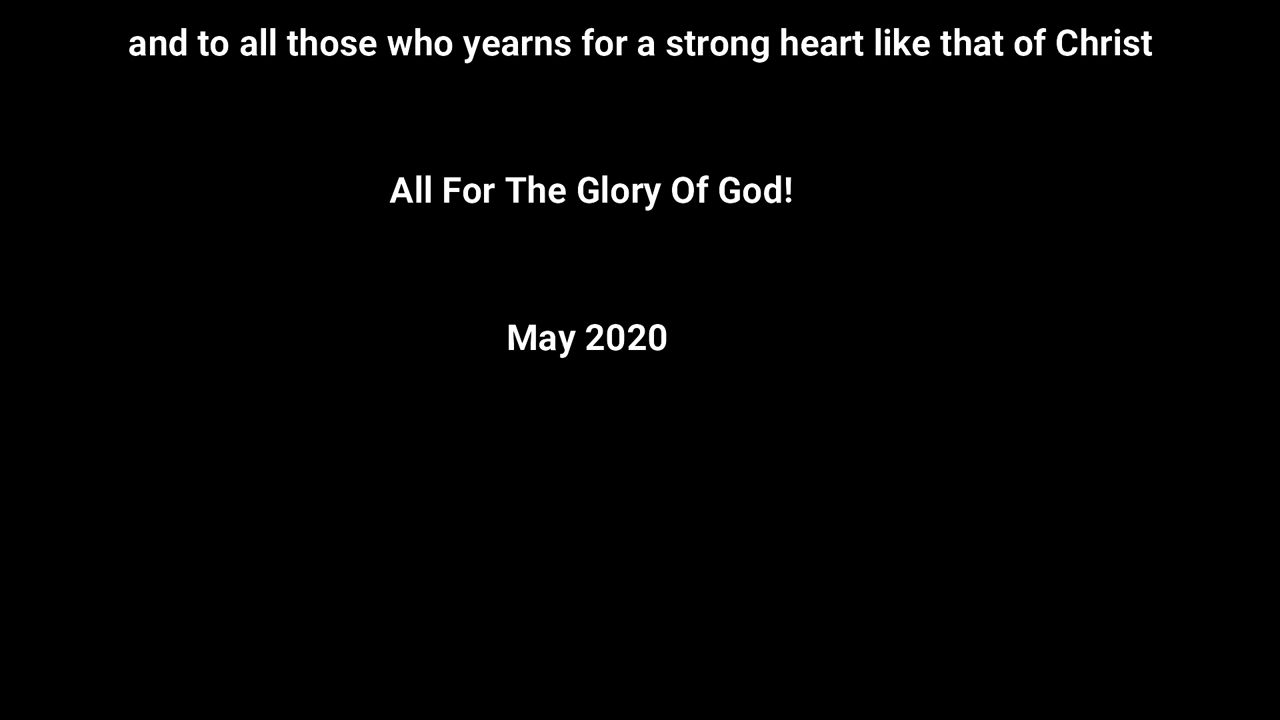 and to all those who yearns for a strong heart like that of Christ
All For The Glory Of God!
May 2020